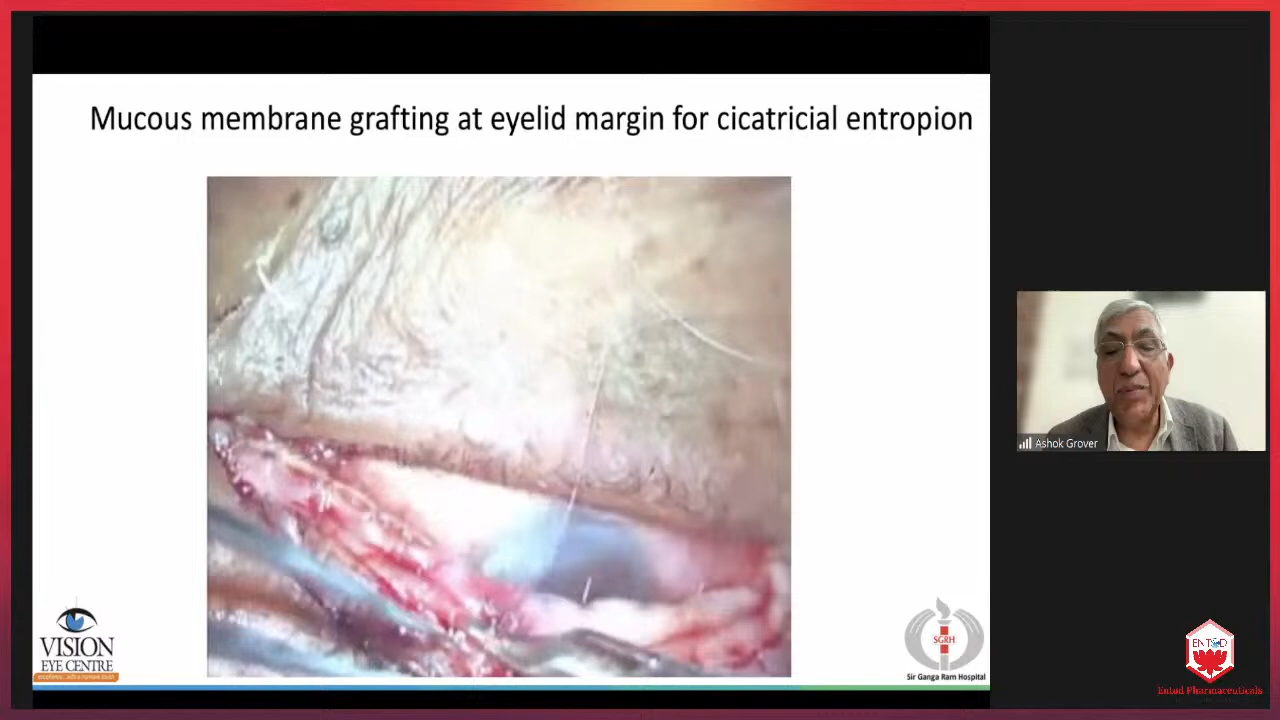 Mucous membrane grafting at eyelid margin for cicatricial entropion
VISION
EYE CENTRE
SGRH
Sir Ganga Ram Hospital
Ashok Grover
ENTOD
Entod Pharmaceuticals